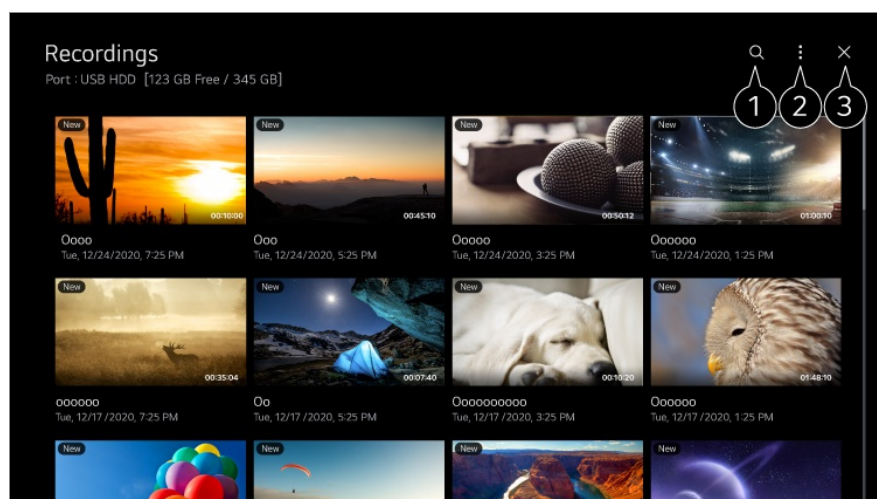 Recordings
Port : USB HDD [123 GB Free / 345 GB]
1 2 3
New New New New
00:10:00 00:45:10 00:50:12 01:00:10
Oooo Ooo Ooooo Oooooo
Tue, 12/24/2020, 7:25 PM Tue, 12/24/2020, 5:25 PM Tue, 12/24/2020, 3:25 PM Tue, 12/24/2020, 1:25 PM
New New New New
00:35:04 00:07:40 00:10:20 01:48:10
oooooo Oo Oooooooooo Oooooo
Tue, 12/17 /2020, 7:25 PM Tue, 12/17 /2020, 5:25 PM Tue, 12/17 /2020, 3:25 PM Tue, 12/17 /2020, 1:25 PM
New New New New